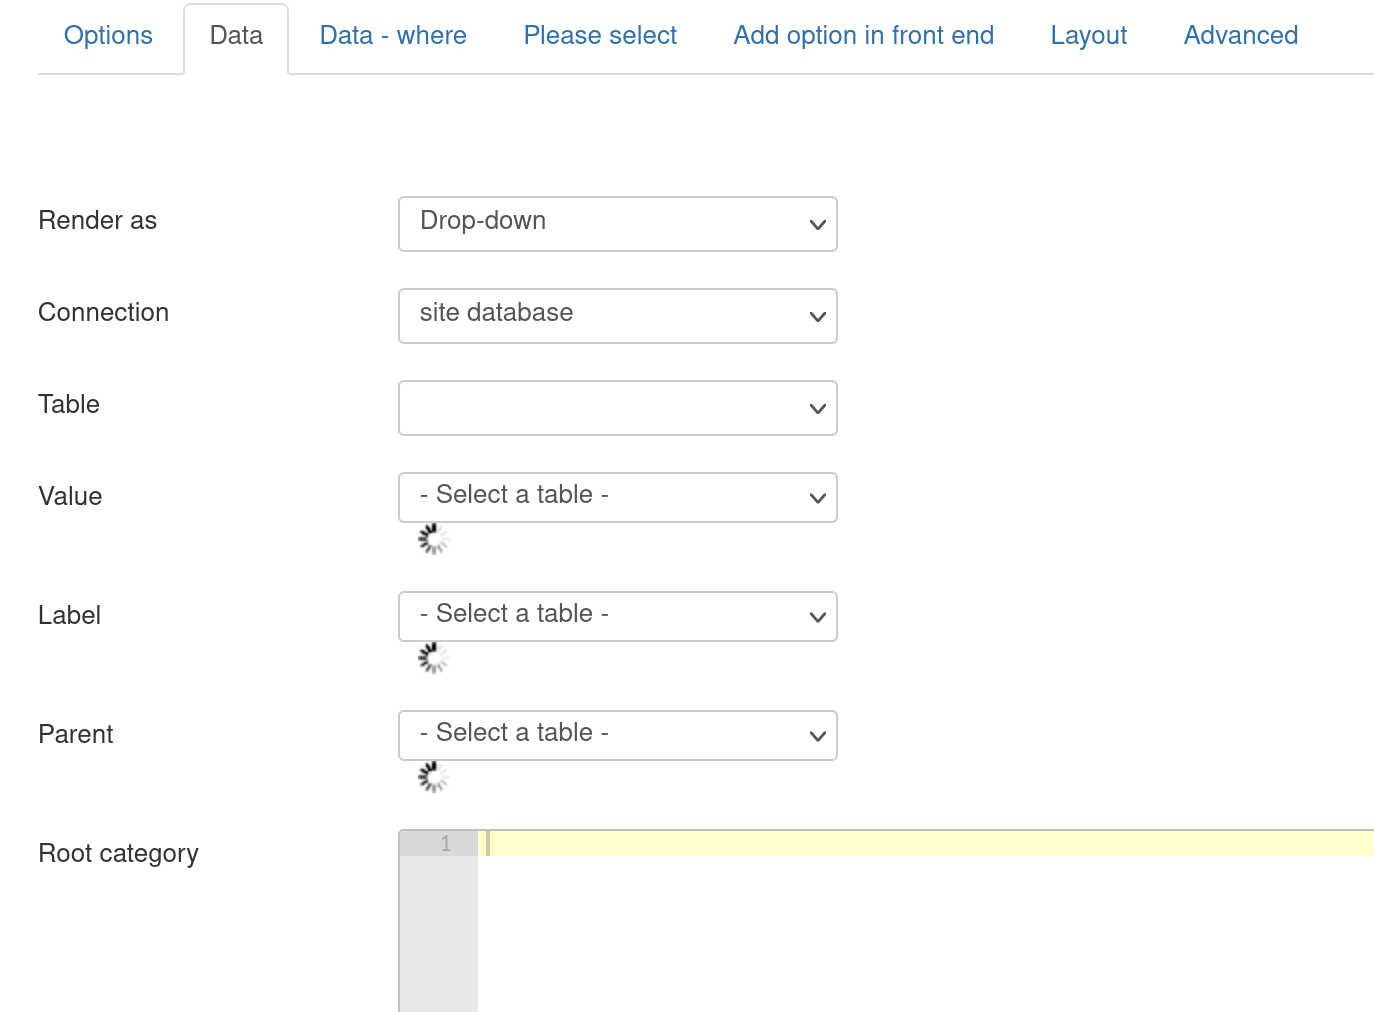 Options Data Data - where Please select Add option in front end Layout Advanced
Render as Drop-down
Connection site database
Table
Value - Select a table -
Label - Select a table -
Parent - Select a table -
Root category 1